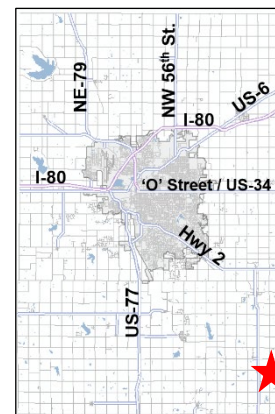 NE-79
NW 56th St.
US-6
I-80
I-80
'O' Street / US-34
Hwy 2
US-77